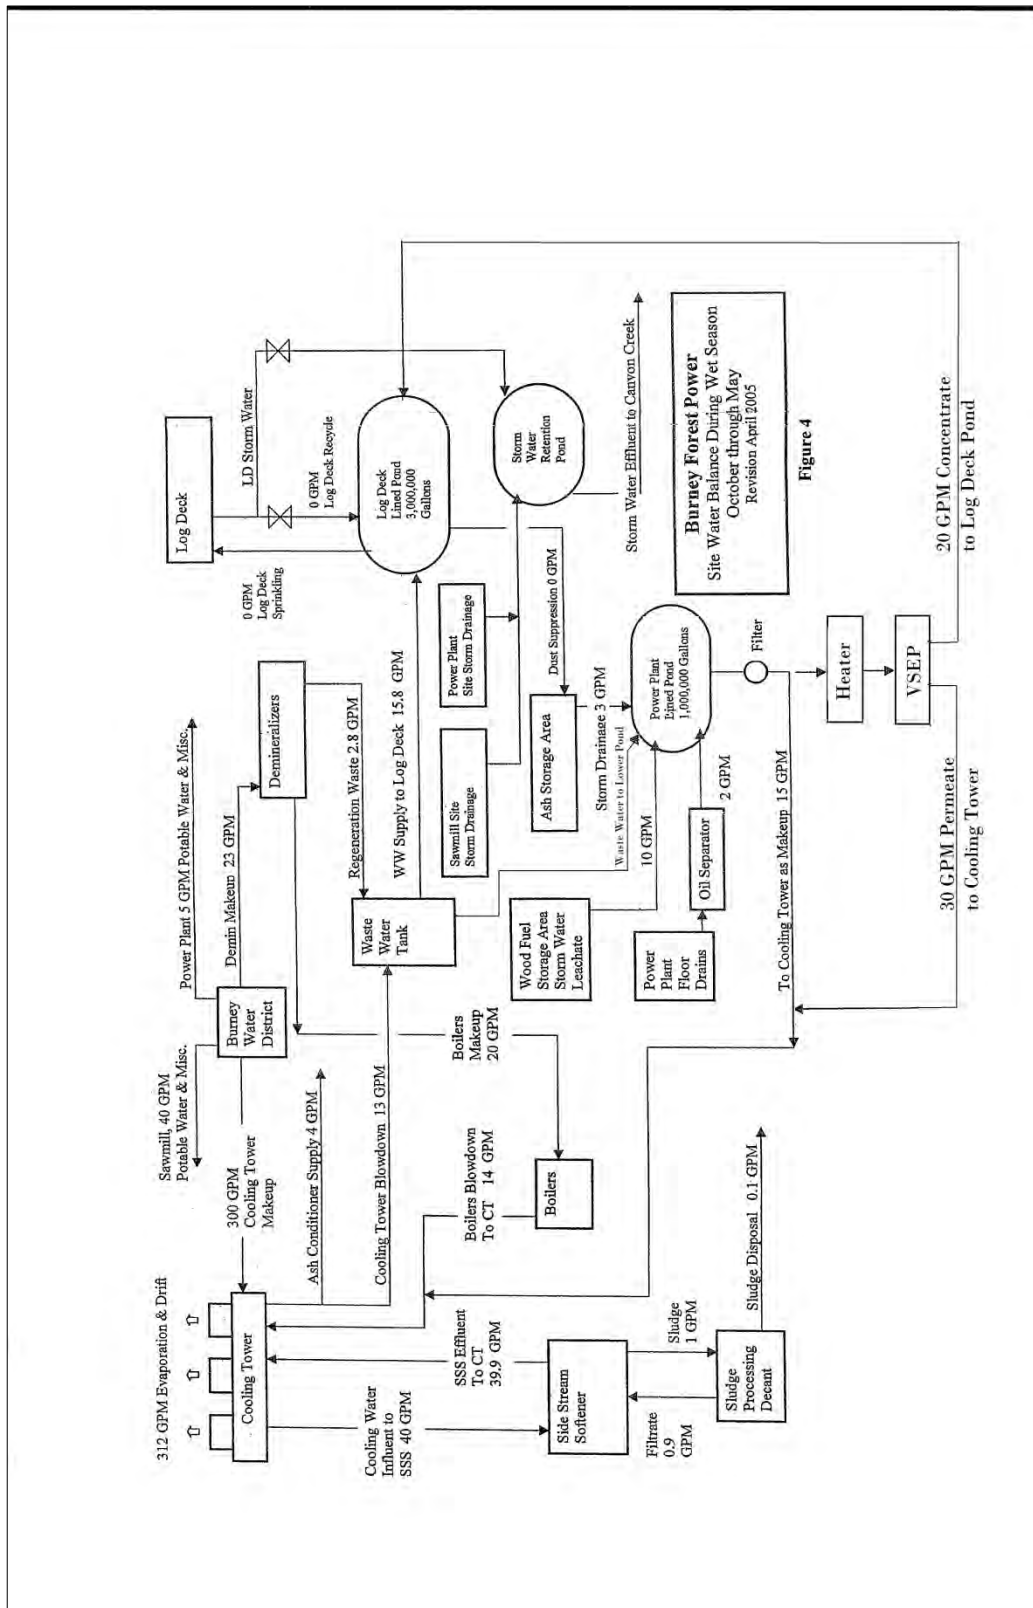 312 GPM Evaporation & Drift
Cooling Tower
Sawmill, 40 GPM
Potable Water & Misc.
Power Plant 5 GPM Potable Water & Misc.
300 GPM
Cooling Tower
Makeup
Burney
Water
District
Demin Makeup 23 GPM
Demineralizers
0 GPM
Log Deck
Sprinkling
Log Deck
LD Storm Water
0 GPM
Log Deck Recycle
Ash Conditioner Supply 4 GPM
Cooling Tower Blowdown 13 GPM
Regeneration Waste 2.8 GPM
Waste
Water
Tank
WW Supply to Log Deck 15.8 GPM
Log Deck
Lined Pond
3,000,000
Gallons
Cooling Water
Influent to
SSS 40 GPM
SSS Effluent
To CT
39.9 GPM
Boilers Blowdown
To CT 14 GPM
Boilers
Makeup
20 GPM
Boilers
Sawmill Site
Storm Drainage
Power Plant
Site Storm Drainage
Storm
Water
Retention
Pond
Side Stream
Softener
Wood Fuel
Storage Area
Storm Water
Leachate
Ash Storage Area
Dust Suppression 0 GPM
Storm Drainage 3 GPM
Waste Water to Lower Pond
10 GPM
Storm Water Effluent to Canyon Creek
Filtrate
0.9
GPM
Sludge
1 GPM
Sludge
Processing
Decant
Sludge Disposal 0.1 GPM
Power
Plant
Floor
Drains
Oil Separator
2 GPM
Power Plant
Lined Pond
1,000,000 Gallons
Burney Forest Power
Site Water Balance During Wet Season
October through May
Revision April 2005
Filter
To Cooling Tower as Makeup 15 GPM
Figure 4
Heater
VSEP
30 GPM Permeate
to Cooling Tower
20 GPM Concentrate
to Log Deck Pond